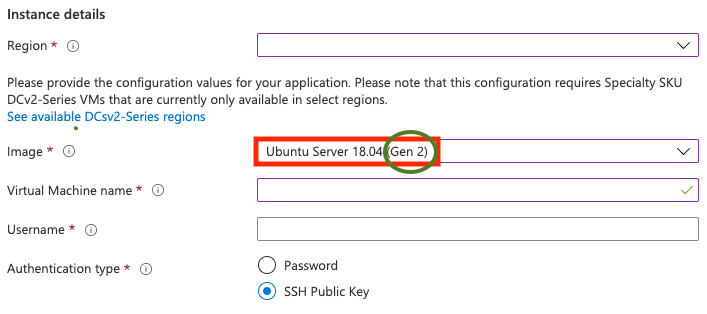 Instance details
Region *
Please provide the configuration values for your application. Please note that this configuration requires Specialty SKU
DCv2-Series VMs that are currently only available in select regions.
See available DCsv2-Series regions
Image *
Ubuntu Server 18.04 (Gen 2)
Virtual Machine name *
Username *
Authentication type *
Password
SSH Public Key